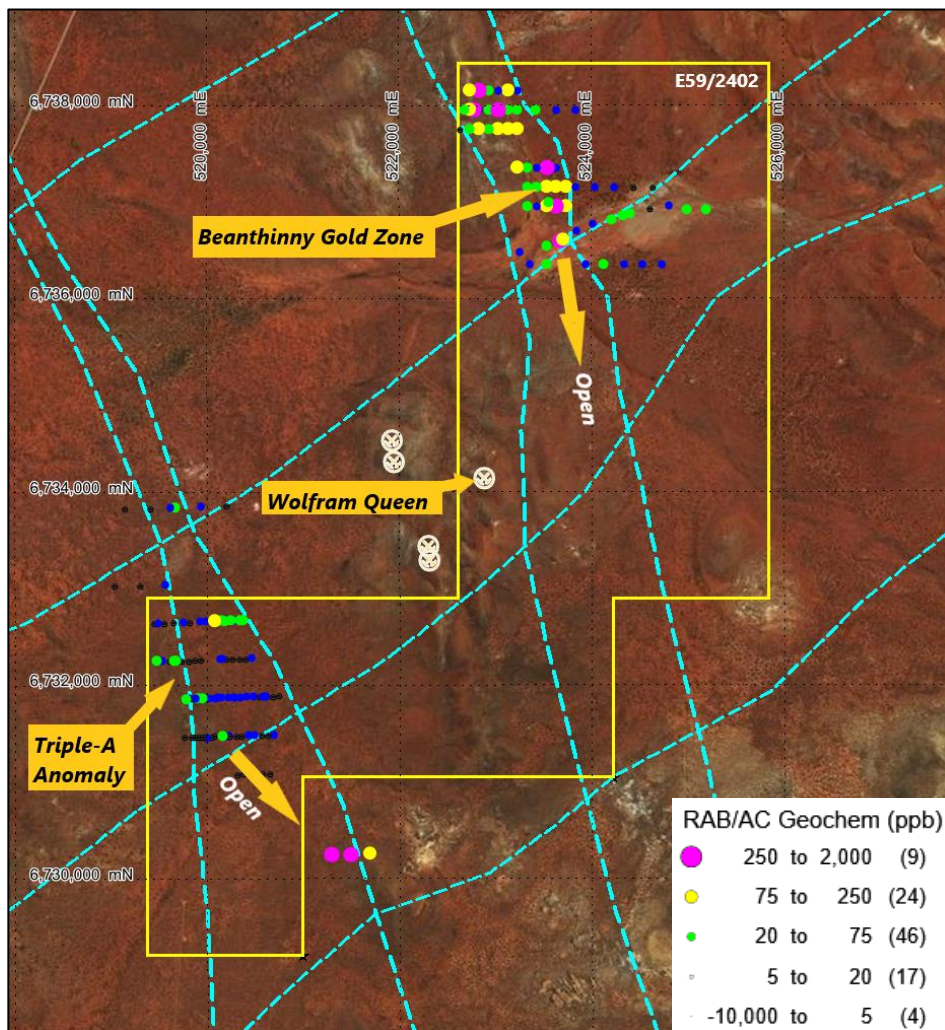 E59/2402
6,738,000 mN
520,000 mE
522,000 mE
524,000 mE
526,000 mE
Beanthinny Gold Zone
6,736,000 mN
Open
6,734,000 mN
Wolfram Queen
6,732,000 mN
Triple-A
Anomaly
Open
6,730,000 mN
RAB/AC Geochem (ppb)
250 to 2,000 (9)
75 to 250 (24)
20 to 75 (46)
5 to 20 (17)
-10,000 to 5 (4)